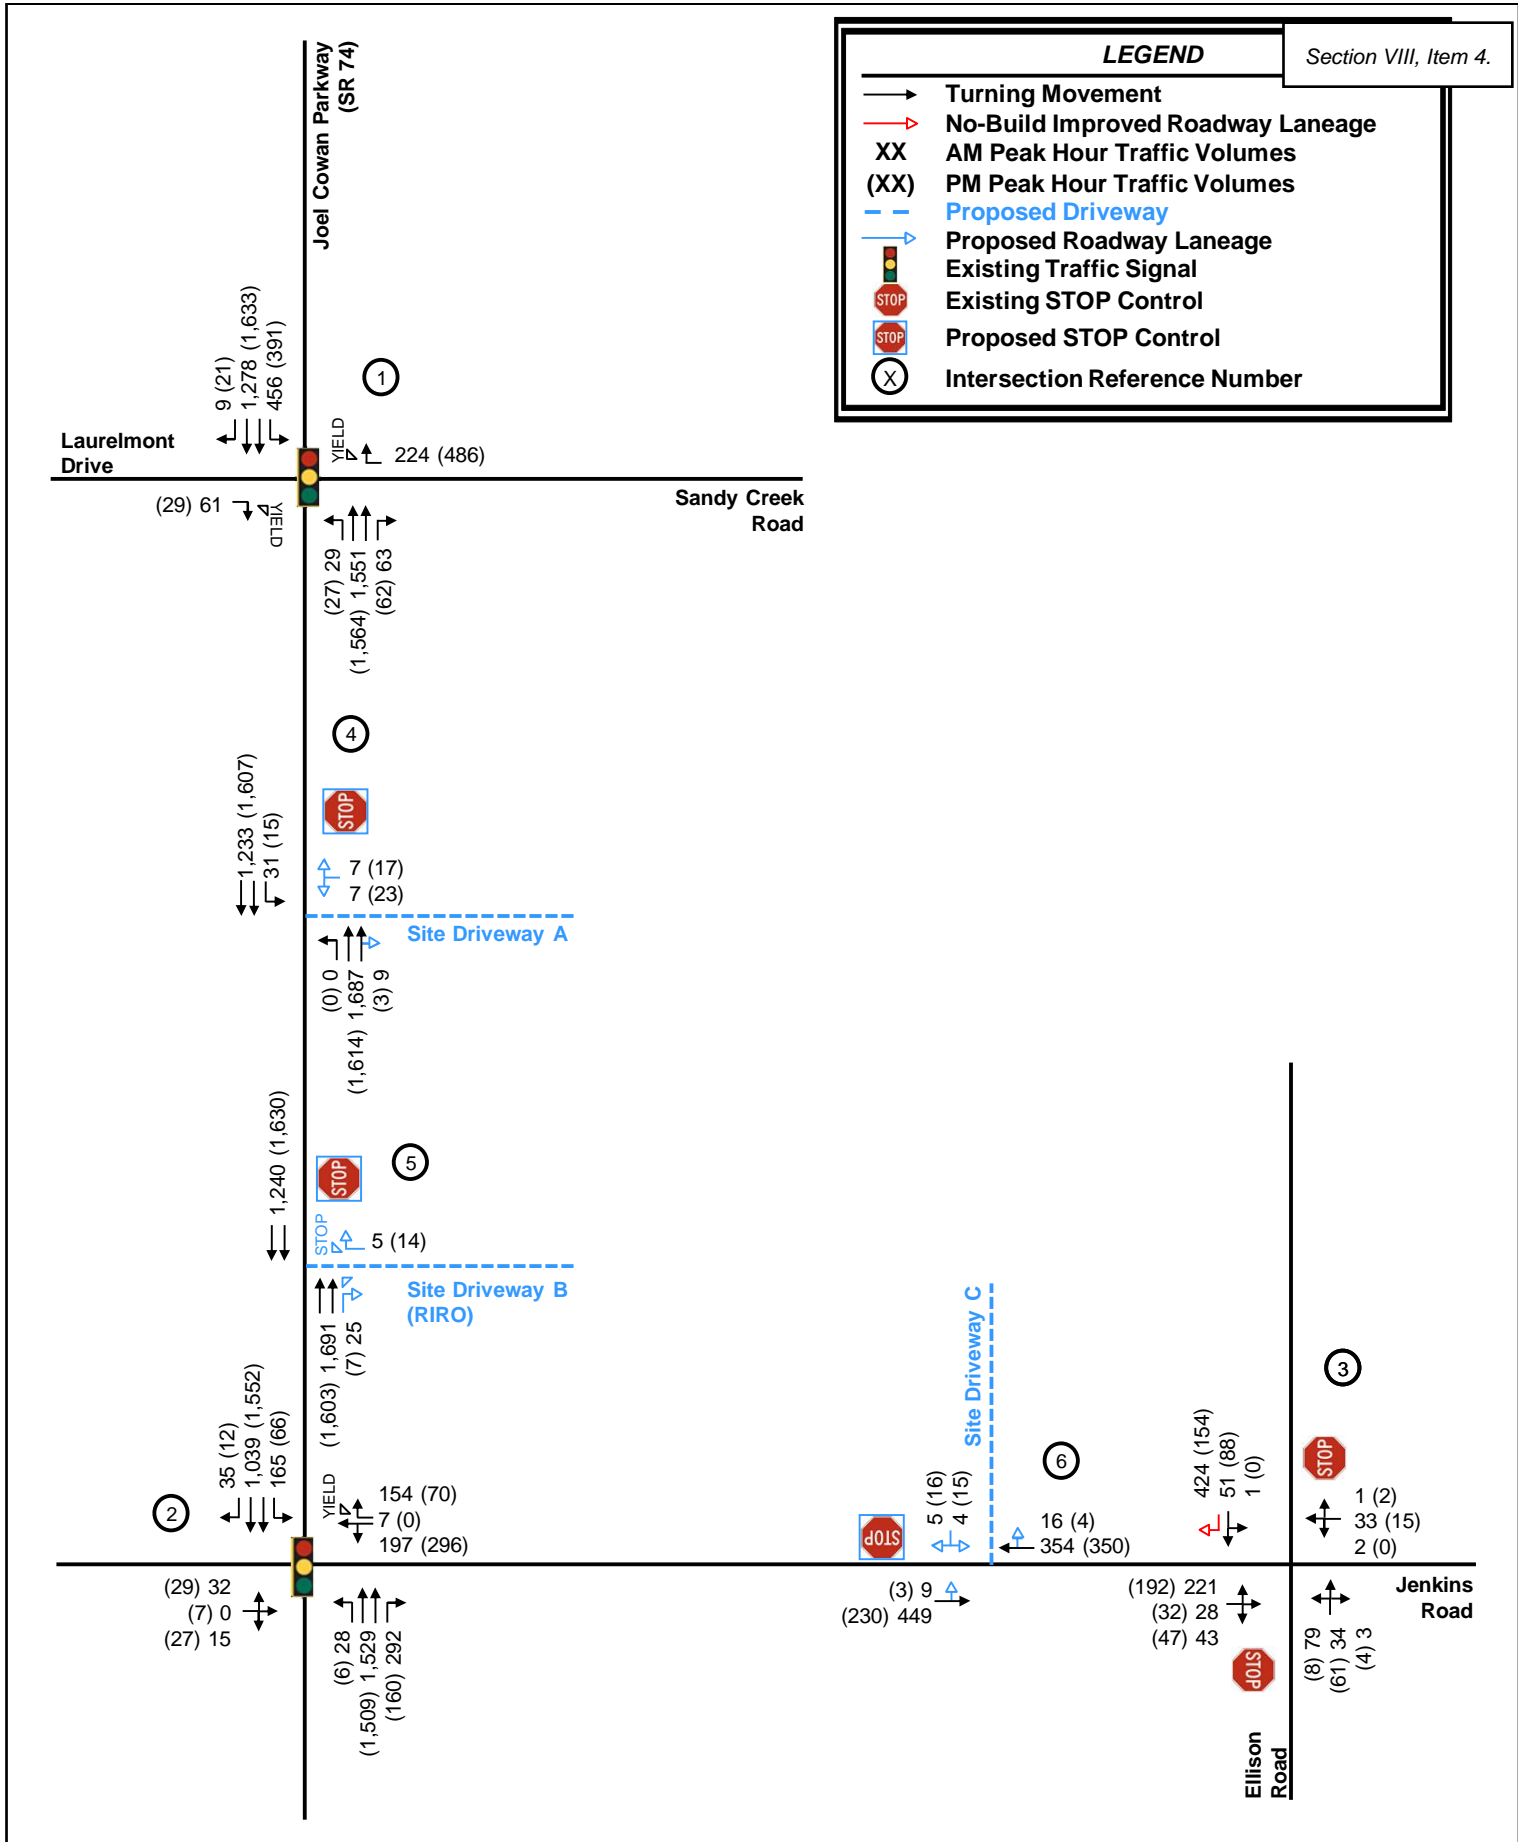 Section VIII, Item 4.
LEGEND
Turning Movement
No-Build Improved Roadway Laneage
XX AM Peak Hour Traffic Volumes
(XX) PM Peak Hour Traffic Volumes
Proposed Driveway
Proposed Roadway Laneage
Existing Traffic Signal
STOP Existing STOP Control
STOP Proposed STOP Control
X Intersection Reference Number
Joel Cowan Parkway
(SR 74)
9 (21)
1,278 (1,633)
456 (391)
1
YIELD
224 (486)
Laurelmont
Drive
Sandy Creek
Road
(29) 61
YIELD
(27) 29
(1,564) 1,551
(62) 63
4
STOP
1,233 (1,607)
31 (15)
7 (17)
7 (23)
Site Driveway A
(0) 0
(1,614) 1,687
(3) 9
1,240 (1,630)
STOP
5
STOP
5 (14)
Site Driveway B
(RIRO)
(1,603) 1,691
(7) 25
2
35 (12)
1,039 (1,552)
165 (66)
YIELD
154 (70)
7 (0)
197 (296)
(29) 32
(7) 0
(27) 15
(6) 28
(1,509) 1,529
(160) 292
Site Driveway C
6
STOP
5 (16)
4 (15)
16 (4)
354 (350)
(3) 9
(230) 449
3
424 (154)
51 (88)
1 (0)
STOP
1 (2)
33 (15)
2 (0)
Jenkins
Road
(192) 221
(32) 28
(47) 43
STOP
(8) 79
(61) 34
(4) 3
Ellison
Road